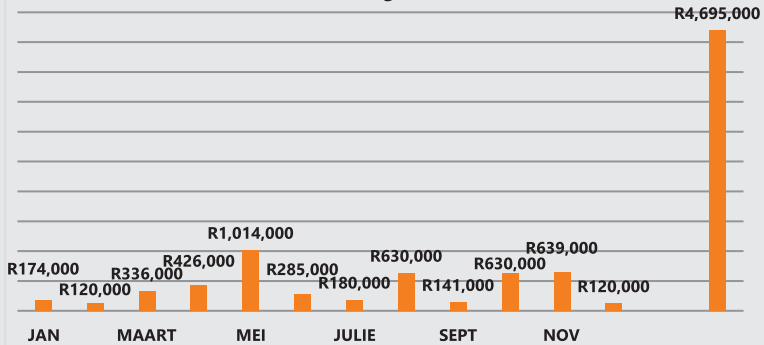 R4,695,000
R1,014,000
R639,000
R630,000
R426,000
R630,000
R174,000
R336,000
R285,000
R180,000
R141,000
R120,000
R120,000
JAN MAART MEI JULIE SEPT NOV